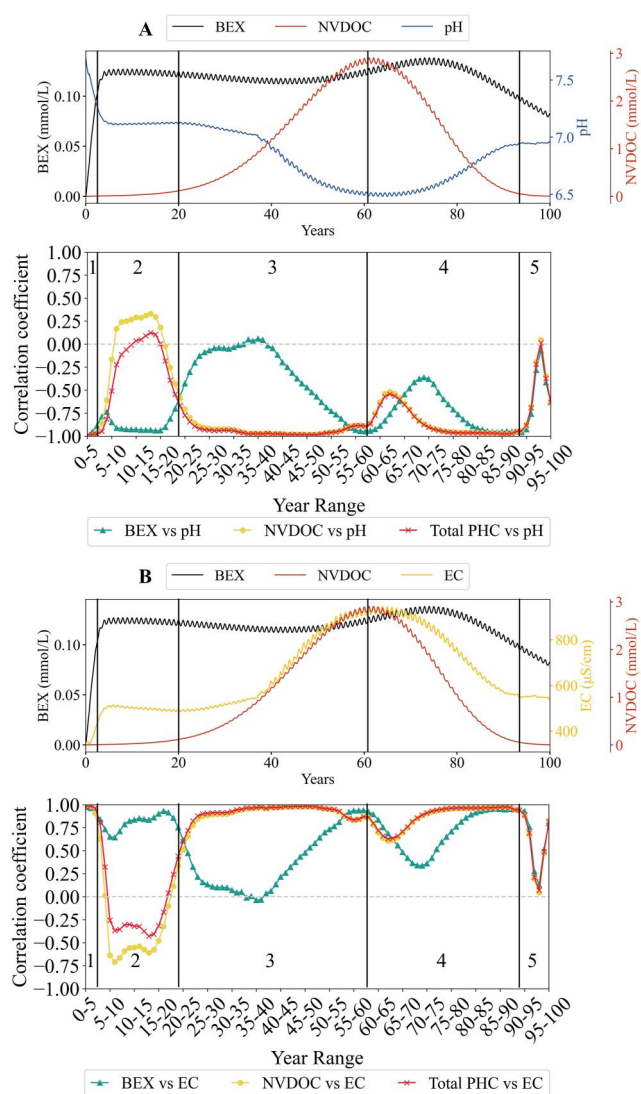 A
BEX NVDOC pH
BEX (mmol/L)
0.10
0.05
0.00
7.5
7.0
6.5
pH
3
2
1
0
NVDOC (mmol/L)
0 20 40 60 80 100
Years
Correlation coefficient
1.00
0.75
0.50
0.25
0.00
−0.25
−0.50
−0.75
−1.00
1 2 3 4 5
0-5 5-10 10-15 15-20 20-25 25-30 30-35 35-40 40-45 45-50 50-55 55-60 60-65 65-70 70-75 75-80 80-85 85-90 90-95 95-100
Year Range
BEX vs pH NVDOC vs pH Total PHC vs pH
B
BEX NVDOC EC
BEX (mmol/L)
0.10
0.05
0.00
800
600
400
EC (µS/cm)
3
2
1
0
NVDOC (mmol/L)
0 20 40 60 80 100
Years
Correlation coefficient
1.00
0.75
0.50
0.25
0.00
−0.25
−0.50
−0.75
−1.00
1 2 3 4 5
0-5 5-10 10-15 15-20 20-25 25-30 30-35 35-40 40-45 45-50 50-55 55-60 60-65 65-70 70-75 75-80 80-85 85-90 90-95 95-100
Year Range
BEX vs EC NVDOC vs EC Total PHC vs EC